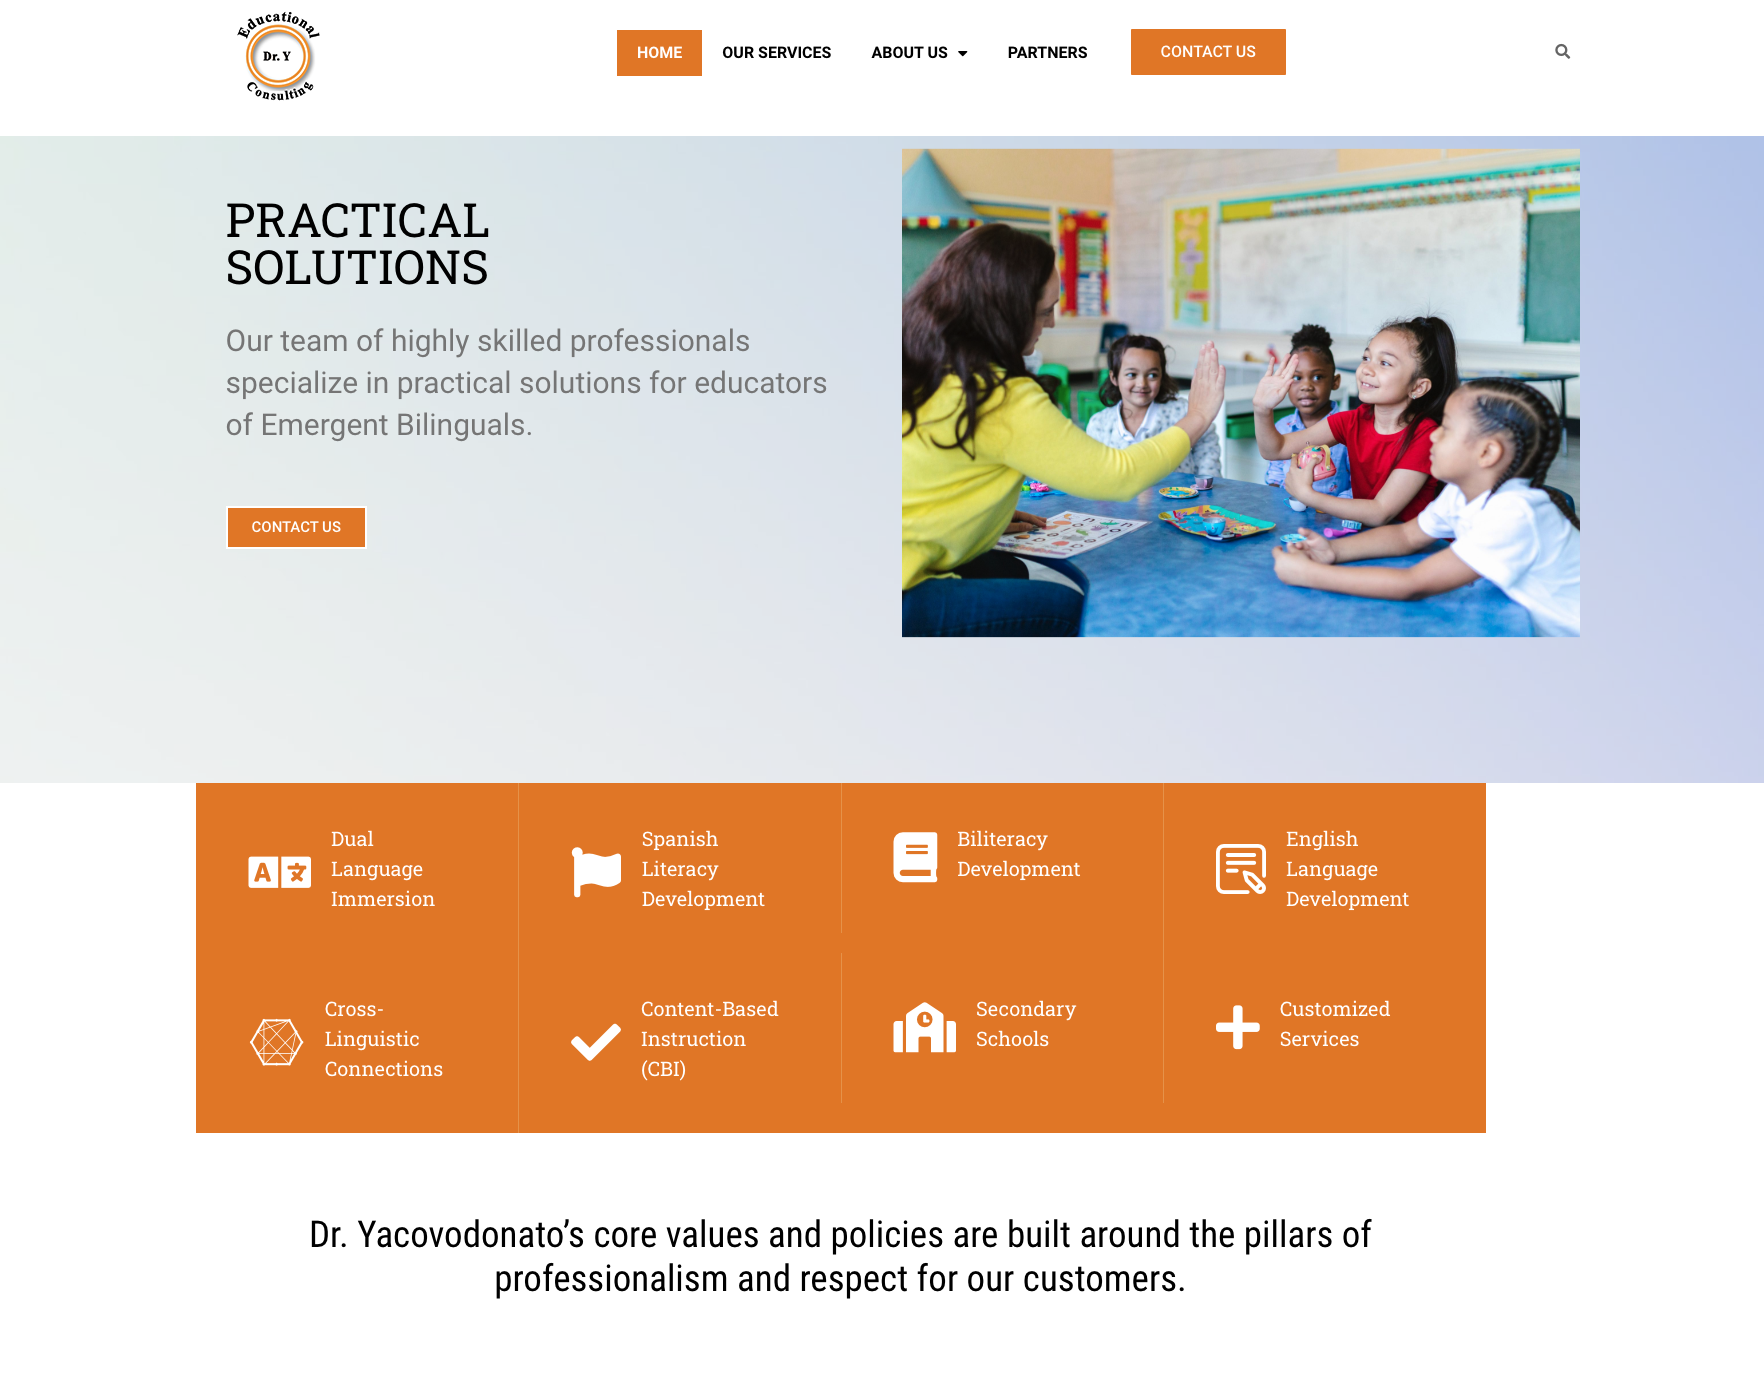 Educational
Dr. Y
Consulting
HOME
OUR SERVICES
ABOUT US
PARTNERS
CONTACT US
PRACTICAL
SOLUTIONS
Our team of highly skilled professionals
specialize in practical solutions for educators
of Emergent Bilinguals.
CONTACT US
Dual
Language
Immersion
Spanish
Literacy
Development
Biliteracy
Development
English
Language
Development
Cross-
Linguistic
Connections
Content-Based
Instruction
(CBI)
Secondary
Schools
Customized
Services
Dr. Yacovodonato’s core values and policies are built around the pillars of
professionalism and respect for our customers.